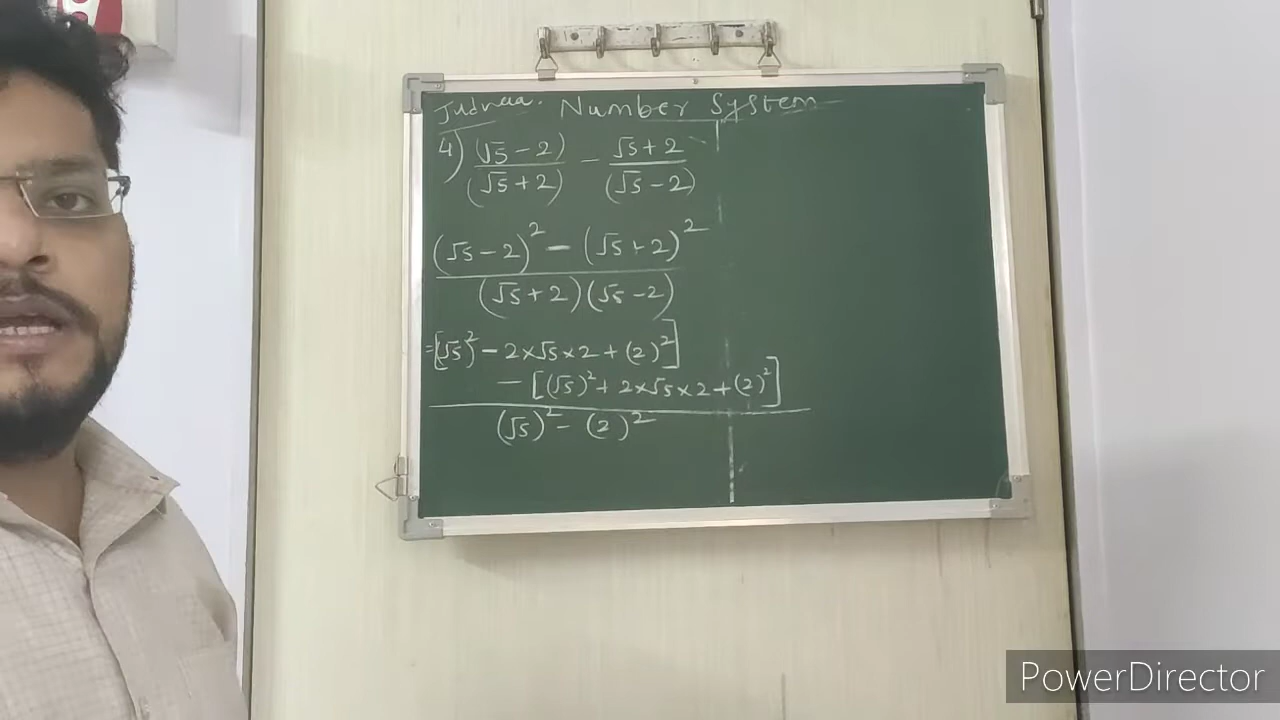 Number System
4) (√5 - 2)/(√5 + 2) - (√5 + 2)/(√5 - 2)
(√5 - 2)² - (√5 + 2)²
(√5 + 2)(√5 - 2)
= [(√5)² - 2×√5×2 + (2)²]
- [(√5)² + 2×√5×2 + (2)²]
(√5)² - (2)²
PowerDirector